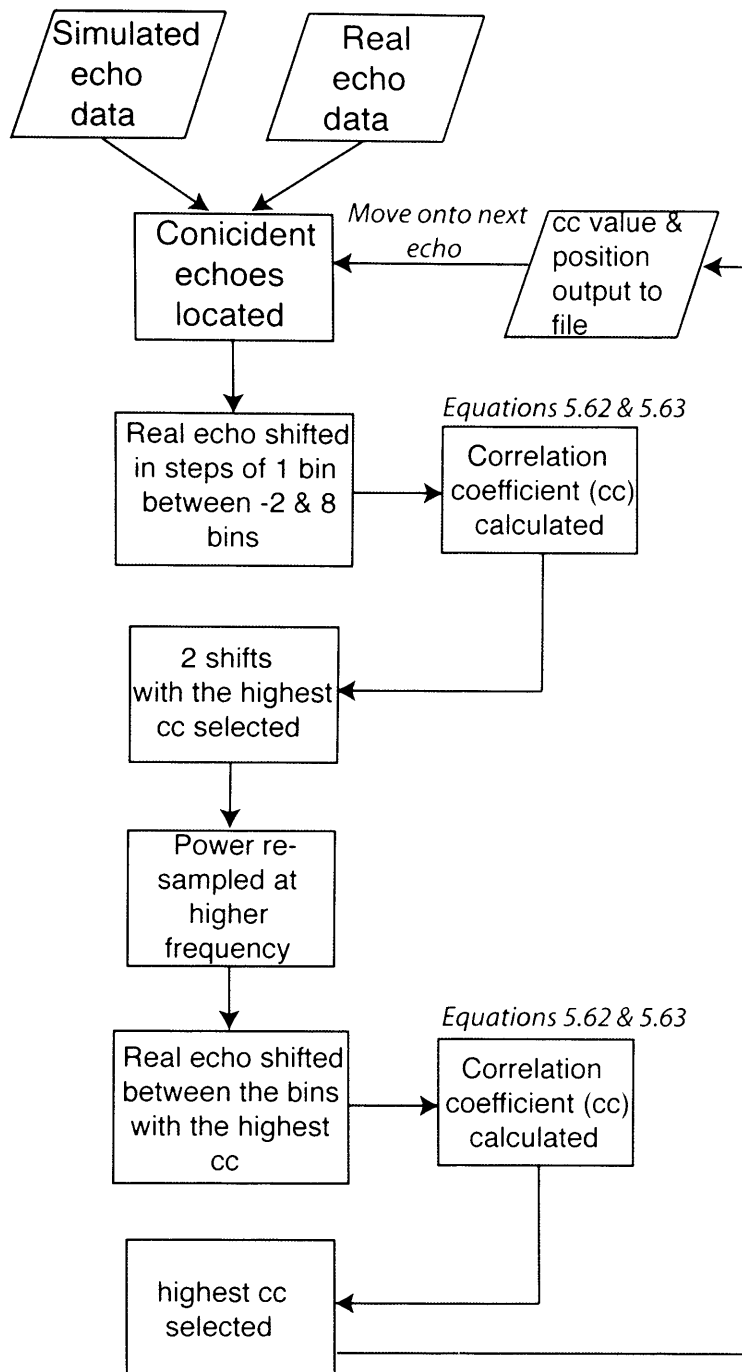 Simulated
echo
data
Real
echo
data
Conicident
echoes
located
Move onto next
echo
cc value &
position
output to
file
Real echo shifted
in steps of 1 bin
between -2 & 8
bins
Equations 5.62 & 5.63
Correlation
coefficient (cc)
calculated
2 shifts
with the highest
cc selected
Power re-
sampled at
higher
frequency
Real echo shifted
between the bins
with the highest
cc
Equations 5.62 & 5.63
Correlation
coefficient (cc)
calculated
highest cc
selected